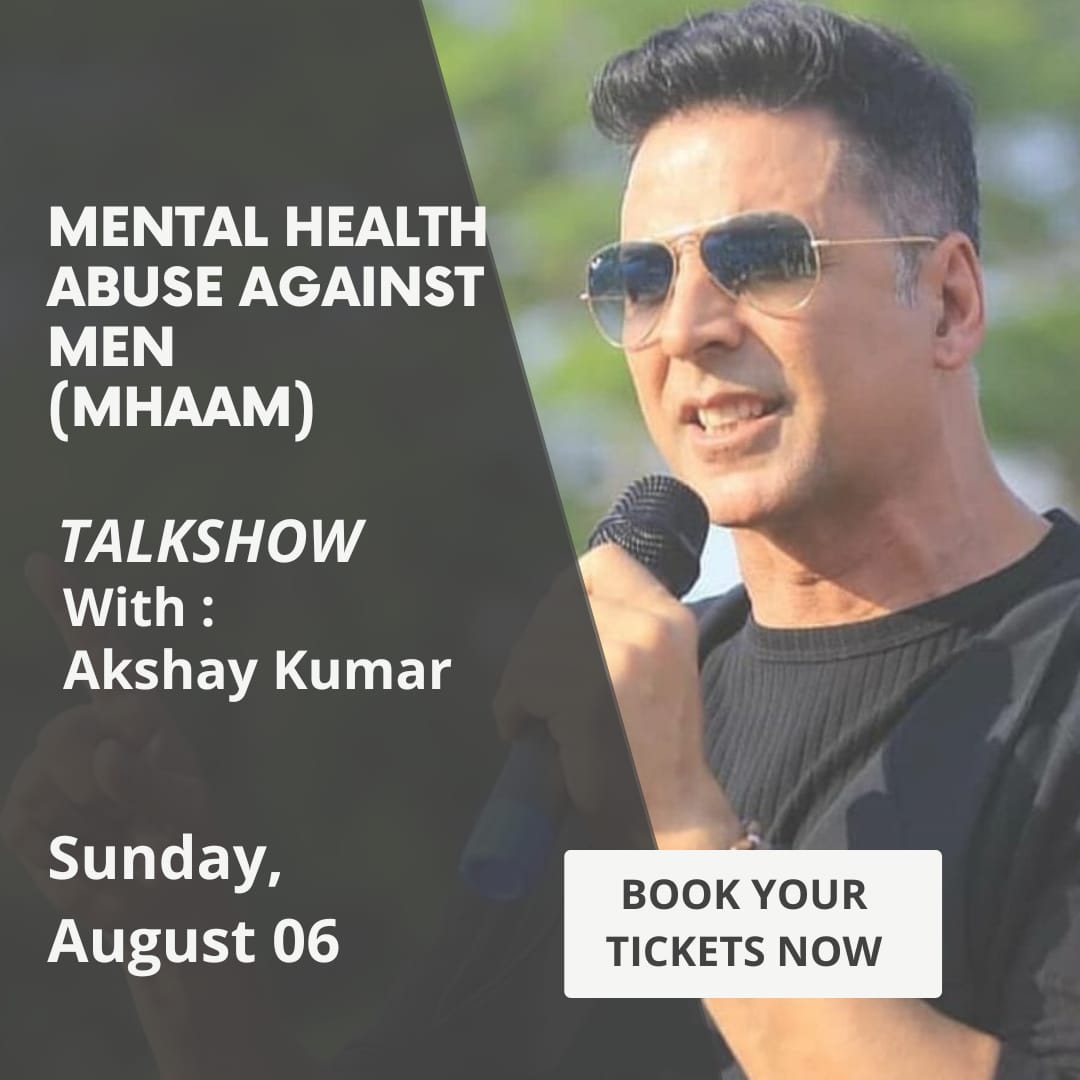 MENTAL HEALTH
ABUSE AGAINST
MEN
(MHAAM)
TALKSHOW
With :
Akshay Kumar
Sunday,
August 06
BOOK YOUR
TICKETS NOW